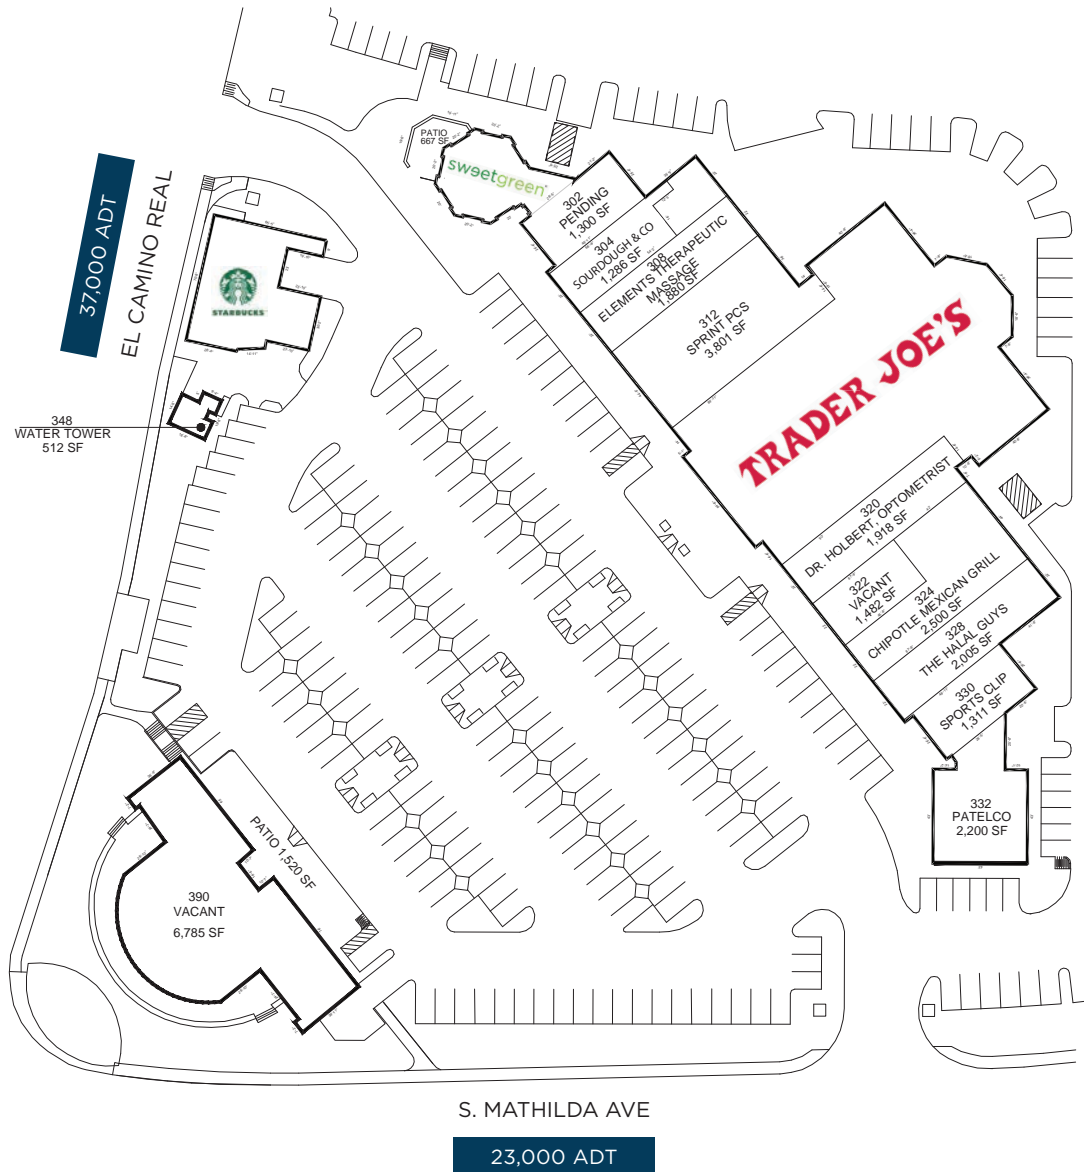 PATIO
667 SF
sweetgreen
302
PENDING
1,300 SF
304
SOURDOUGH & CO
1,286 SF
308
ELEMENTS THERAPEUTIC
MASSAGE
1,880 SF
312
SPRINT PCS
3,801 SF
TRADER JOE'S
37,000 ADT
EL CAMINO REAL
STARBUCKS
348
WATER TOWER
512 SF
320
DR. HOLBERT, OPTOMETRIST
1,918 SF
322
VACANT
1,482 SF
324
CHIPOTLE MEXICAN GRILL
2,500 SF
328
THE HALAL GUYS
2,005 SF
330
SPORTS CLIP
1,311 SF
332
PATELCO
2,200 SF
PATIO 1,520 SF
390
VACANT
6,785 SF
S. MATHILDA AVE
23,000 ADT